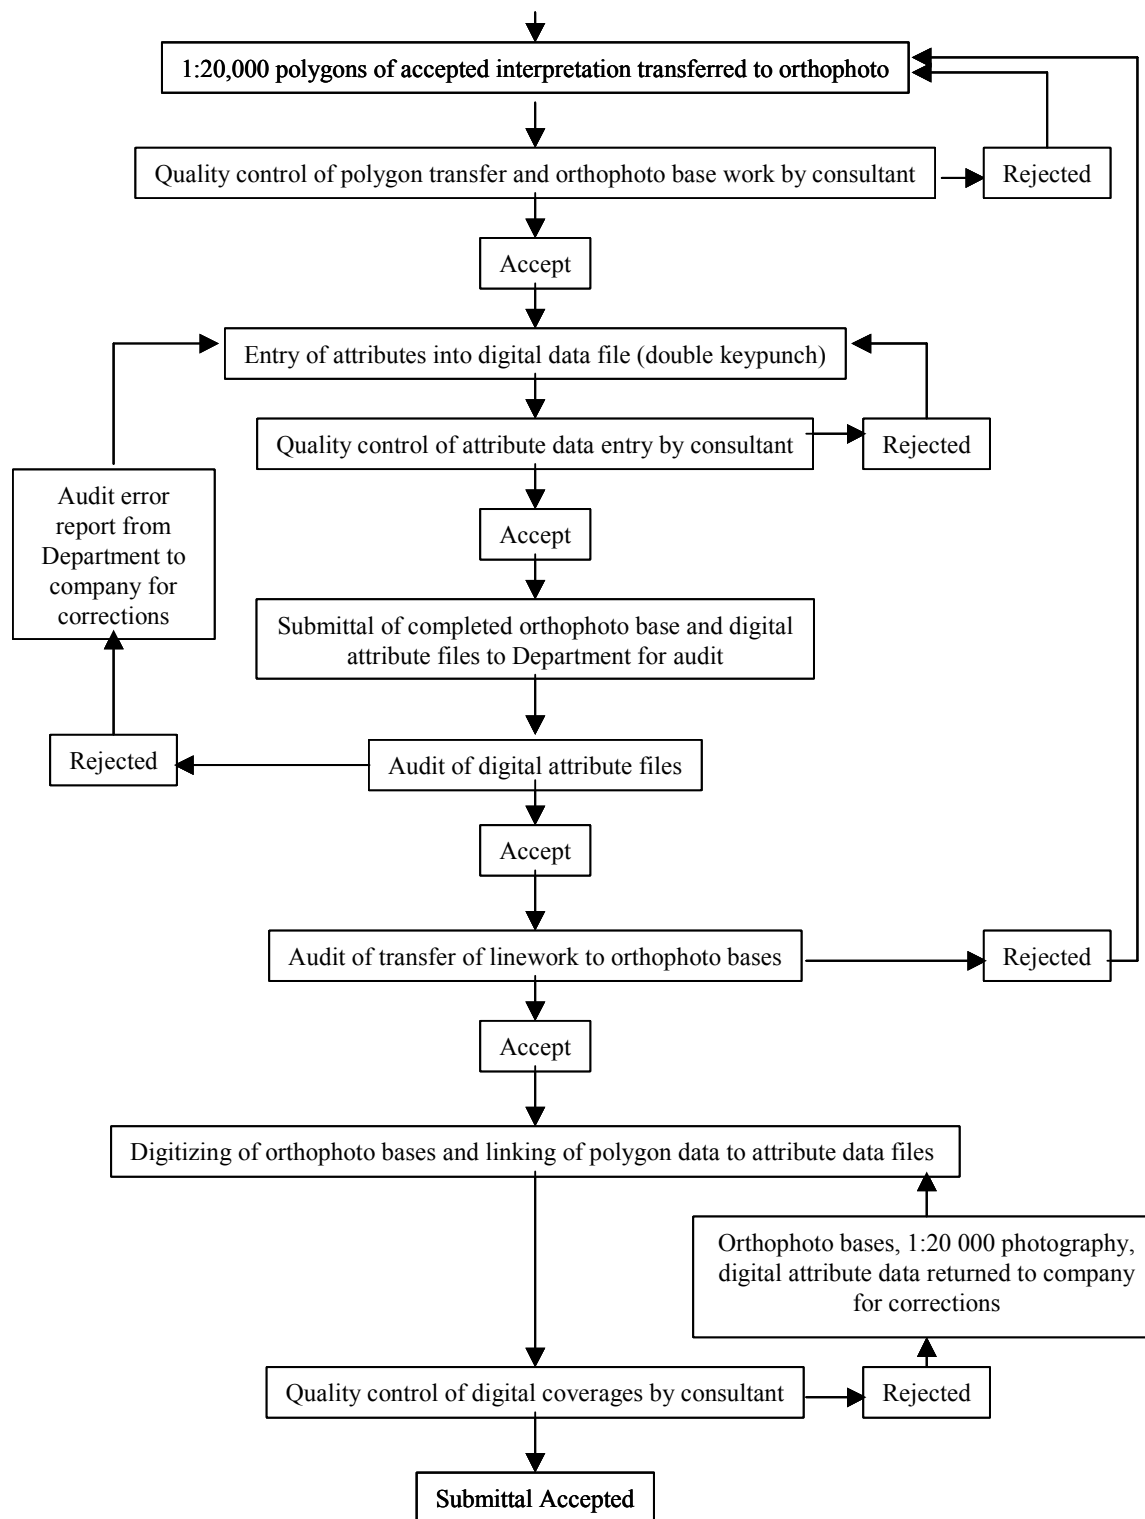 1:20,000 polygons of accepted interpretation transferred to orthophoto
Quality control of polygon transfer and orthophoto base work by consultant
Rejected
Accept
Entry of attributes into digital data file (double keypunch)
Quality control of attribute data entry by consultant
Rejected
Audit error
report from
Department to
company for
corrections
Accept
Submittal of completed orthophoto base and digital
attribute files to Department for audit
Rejected
Audit of digital attribute files
Accept
Audit of transfer of linework to orthophoto bases
Rejected
Accept
Digitizing of orthophoto bases and linking of polygon data to attribute data files
Orthophoto bases, 1:20 000 photography,
digital attribute data returned to company
for corrections
Quality control of digital coverages by consultant
Rejected
Submittal Accepted